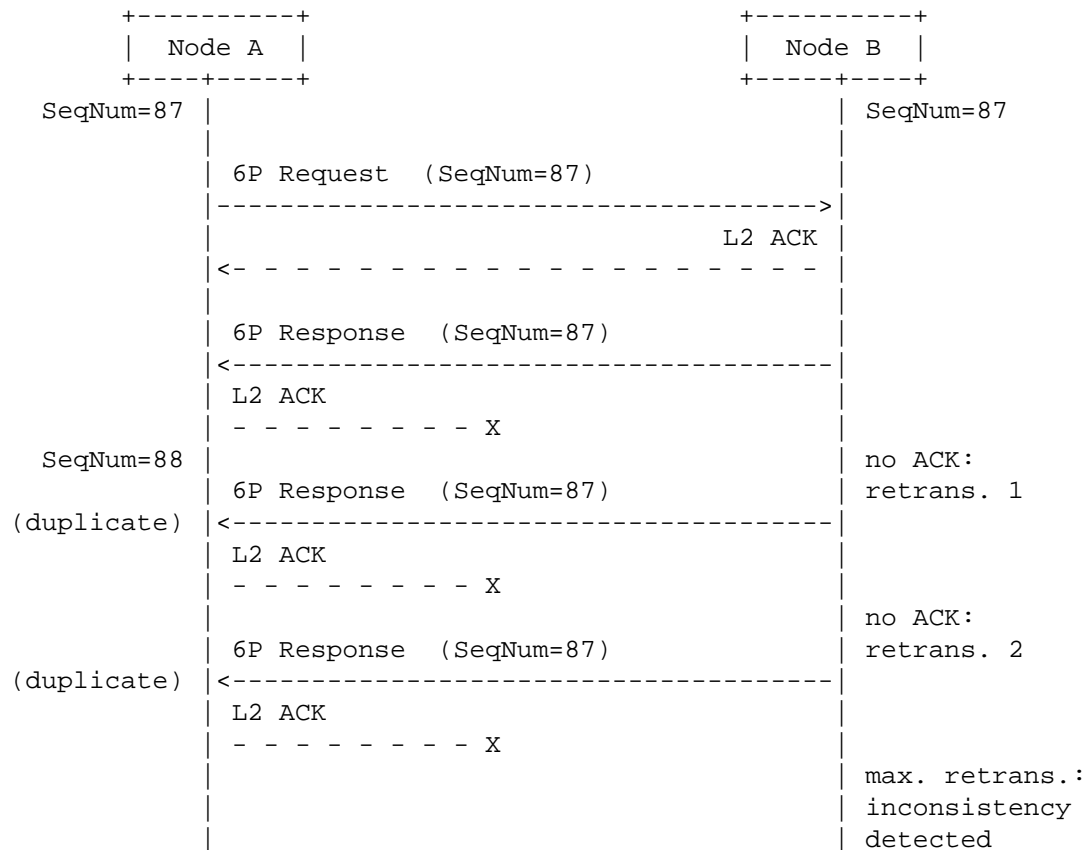 Node A Node B
SeqNum=87 SeqNum=87
6P Request (SeqNum=87)
L2 ACK
6P Response (SeqNum=87)
L2 ACK
X
SeqNum=88 no ACK:
6P Response (SeqNum=87) retrans. 1
(duplicate)
L2 ACK
X
no ACK:
6P Response (SeqNum=87) retrans. 2
(duplicate)
L2 ACK
X
max. retrans.:
inconsistency
detected